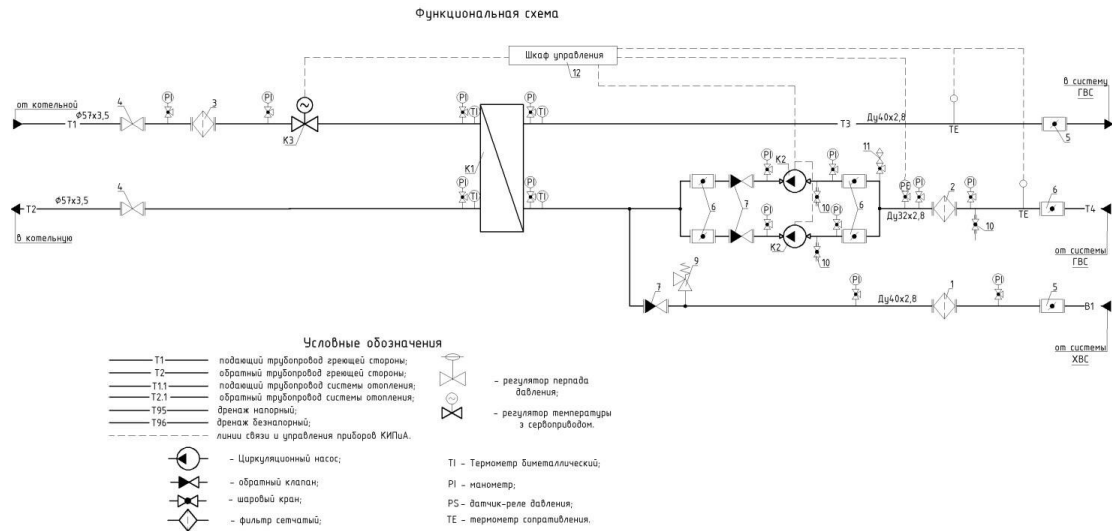 Функциональная схема
Шкаф управления
12
в систему
ГВС
от котельной
Т1
Ф57х3,5
4
PI
3
PI
К3
PI
TI
К1
PI
TI
Т3
Ду40х2,8
TE
5
Т2
Ф57х3,5
в котельную
4
PI
TI
PI
TI
6
7
PI
К2
PI
10
PI
К2
PI
10
6
11
PE
PI
Ду32х2,8
2
PI
10
TE
6
Т4
от системы
ГВС
7
9
PI
Ду40х2,8
1
PI
5
В1
от системы
ХВС
Условные обозначения
Т1 подающий трубопровод греющей стороны;
Т2 обратный трубопровод греющей стороны;
Т1.1 подающий трубопровод системы отопления;
Т2.1 обратный трубопровод системы отопления;
Т95 дренаж напорный;
Т96 дренаж безнапорный;
линии связи и управления приборов КИПиА.
- регулятор перпада
давления;
- регулятор температуры
з сервоприводом.
- Циркуляционный насос;
- обратный клапан;
- шаровый кран;
- фильтр сетчатый;
TI - Термометр биметаллический;
PI - манометр;
PS - датчик-реле давления;
TE - термометр сопративления.